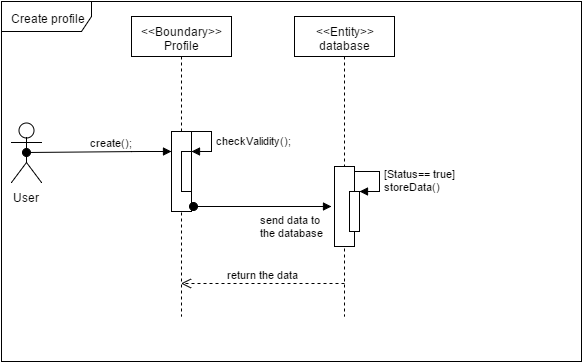 Create profile
<<Boundary>>
Profile
<<Entity>>
database
create();
checkValidity();
[Status== true]
storeData()
User
send data to
the database
return the data